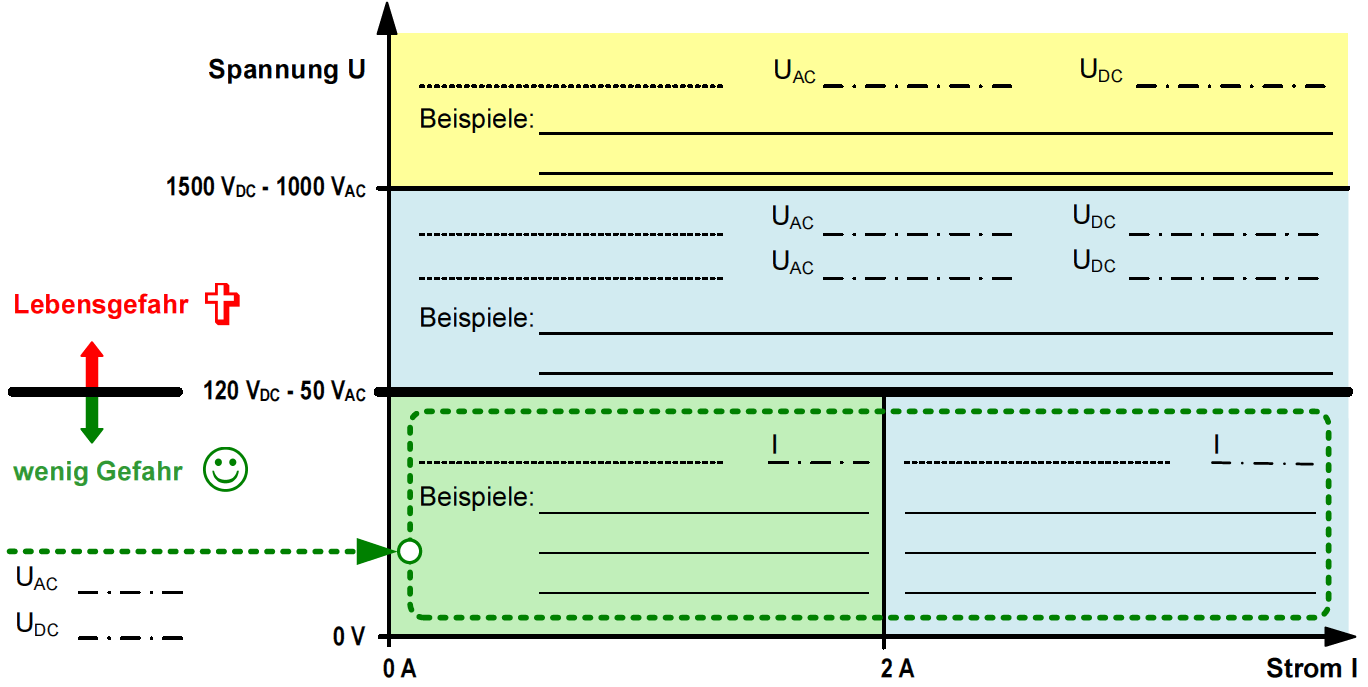 Spannung U
UAC UDC
Beispiele:
1500 VDC - 1000 VAC
UAC UDC
UAC UDC
Lebensgefahr
Beispiele:
120 VDC - 50 VAC
I I
wenig Gefahr
Beispiele:
UAC
UDC
0 V
0 A 2 A Strom I